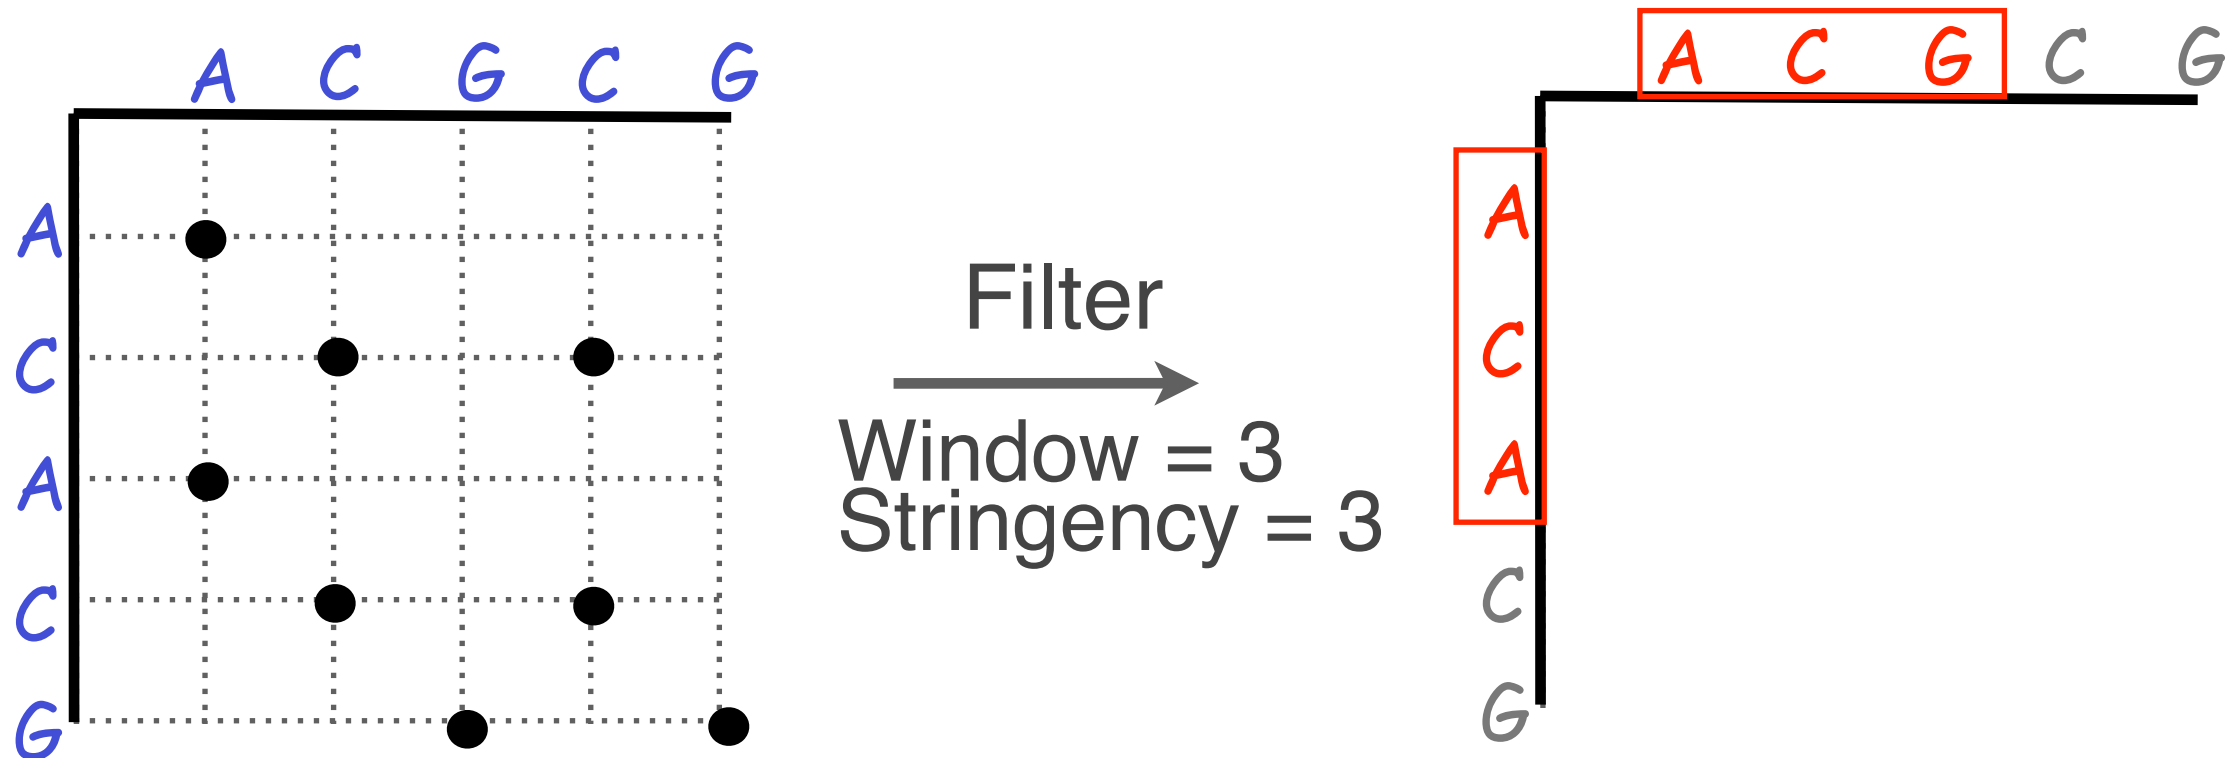 A C G C G
A
C
A
C
G
Filter
Window = 3
Stringency = 3
A C G C G
A
C
A
C
G